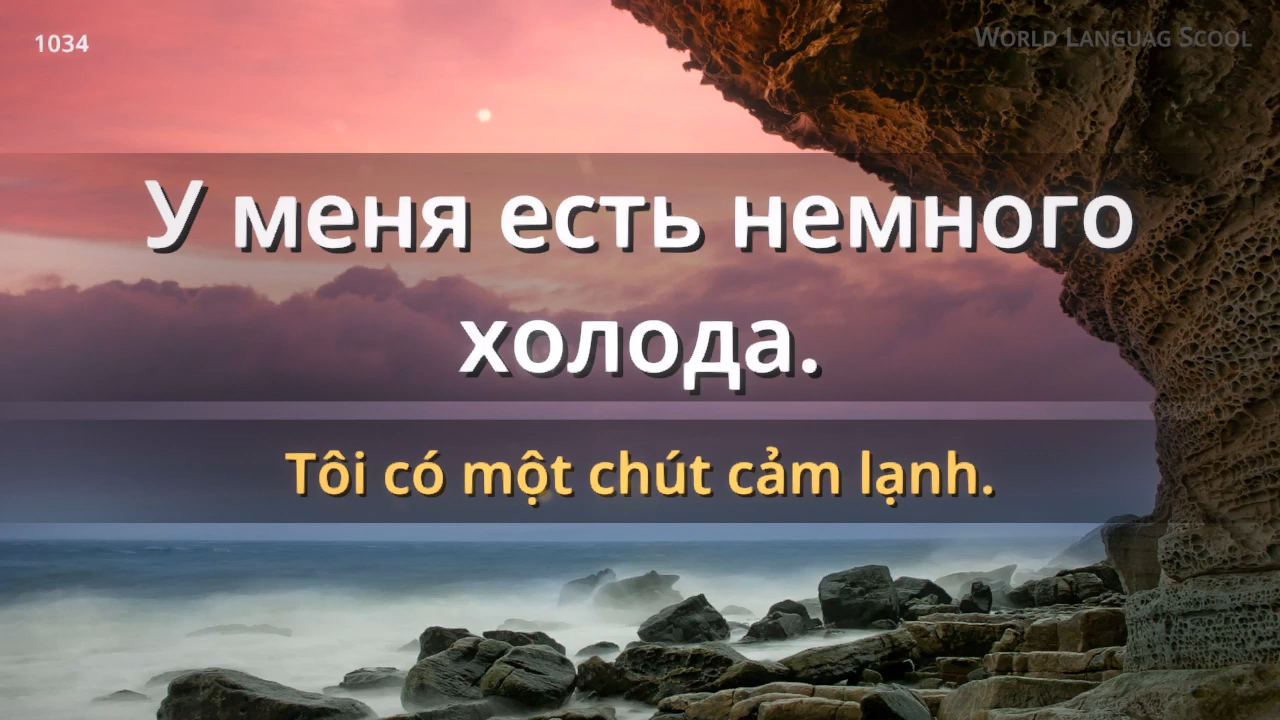 1034
World Languag Scool
У меня есть немного
холода.
Tôi có một chút cảm lạnh.